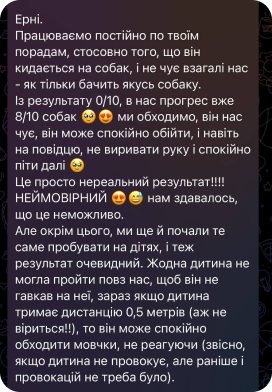 Ерні.
Працюваємо постійно по твоїм
порадам, стосовно того, що він
кидається на собак, і не чує взагалі нас
- як тільки бачить якусь собаку.
Із результату 0/10, в нас прогрес вже
8/10 собак 🥹😍 ми обходимо, він нас
чує, він може спокійно обійти, і навіть
на повідцю, не виривати руку і спокійно
піти далі 🥹
Це просто нереальний результат!!!!
НЕЙМОВІРНИЙ 😍😅 нам здавалось,
що це неможливо.
Але окрім цього, ми ще й почали те
саме пробувати на дітях, і теж
результат очевидний. Жодна дитина не
могла пройти повз нас, щоб він не
гавкав на неї, зараз якщо дитина
тримає дистанцію 0,5 метрів (аж не
віриться!!), то він може спокійно
обходити мовчки, не реагуючи (звісно,
якщо дитина не провокує, але раніше і
провокацій не треба було).